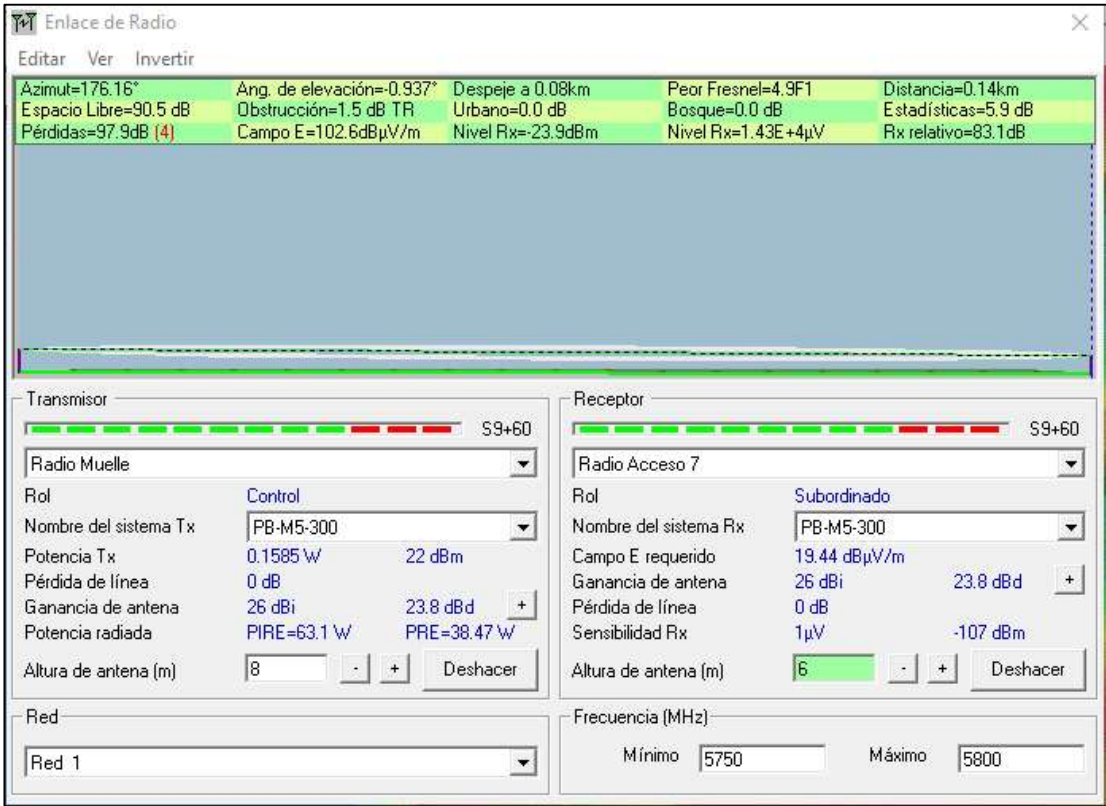 Enlace de Radio
Editar Ver Invertir
Azimut=176.16° Ang. de elevación=-0.937° Despeje a 0.08km Peor Fresnel=4.9F1 Distancia=0.14km
Espacio Libre=90.5 dB Obstrucción=1.5 dB TR Urbano=0.0 dB Bosque=0.0 dB Estadísticas=5.9 dB
Pérdidas=97.9dB (4) Campo E=102.6dBµV/m Nivel Rx=-23.9dBm Nivel Rx=1.43E+4µV Rx relativo=83.1dB
Transmisor
S9+60
Radio Muelle
Rol Control
Nombre del sistema Tx PB-M5-300
Potencia Tx 0.1585 W 22 dBm
Pérdida de línea 0 dB
Ganancia de antena 26 dBi 23.8 dBd +
Potencia radiada PIRE=63.1 W PRE=38.47 W
Altura de antena (m) 8 - + Deshacer
Receptor
S9+60
Radio Acceso 7
Rol Subordinado
Nombre del sistema Rx PB-M5-300
Campo E requerido 19.44 dBµV/m
Ganancia de antena 26 dBi 23.8 dBd +
Pérdida de línea 0 dB
Sensibilidad Rx 1µV -107 dBm
Altura de antena (m) 6 - + Deshacer
Red
Red 1
Frecuencia (MHz)
Mínimo 5750 Máximo 5800